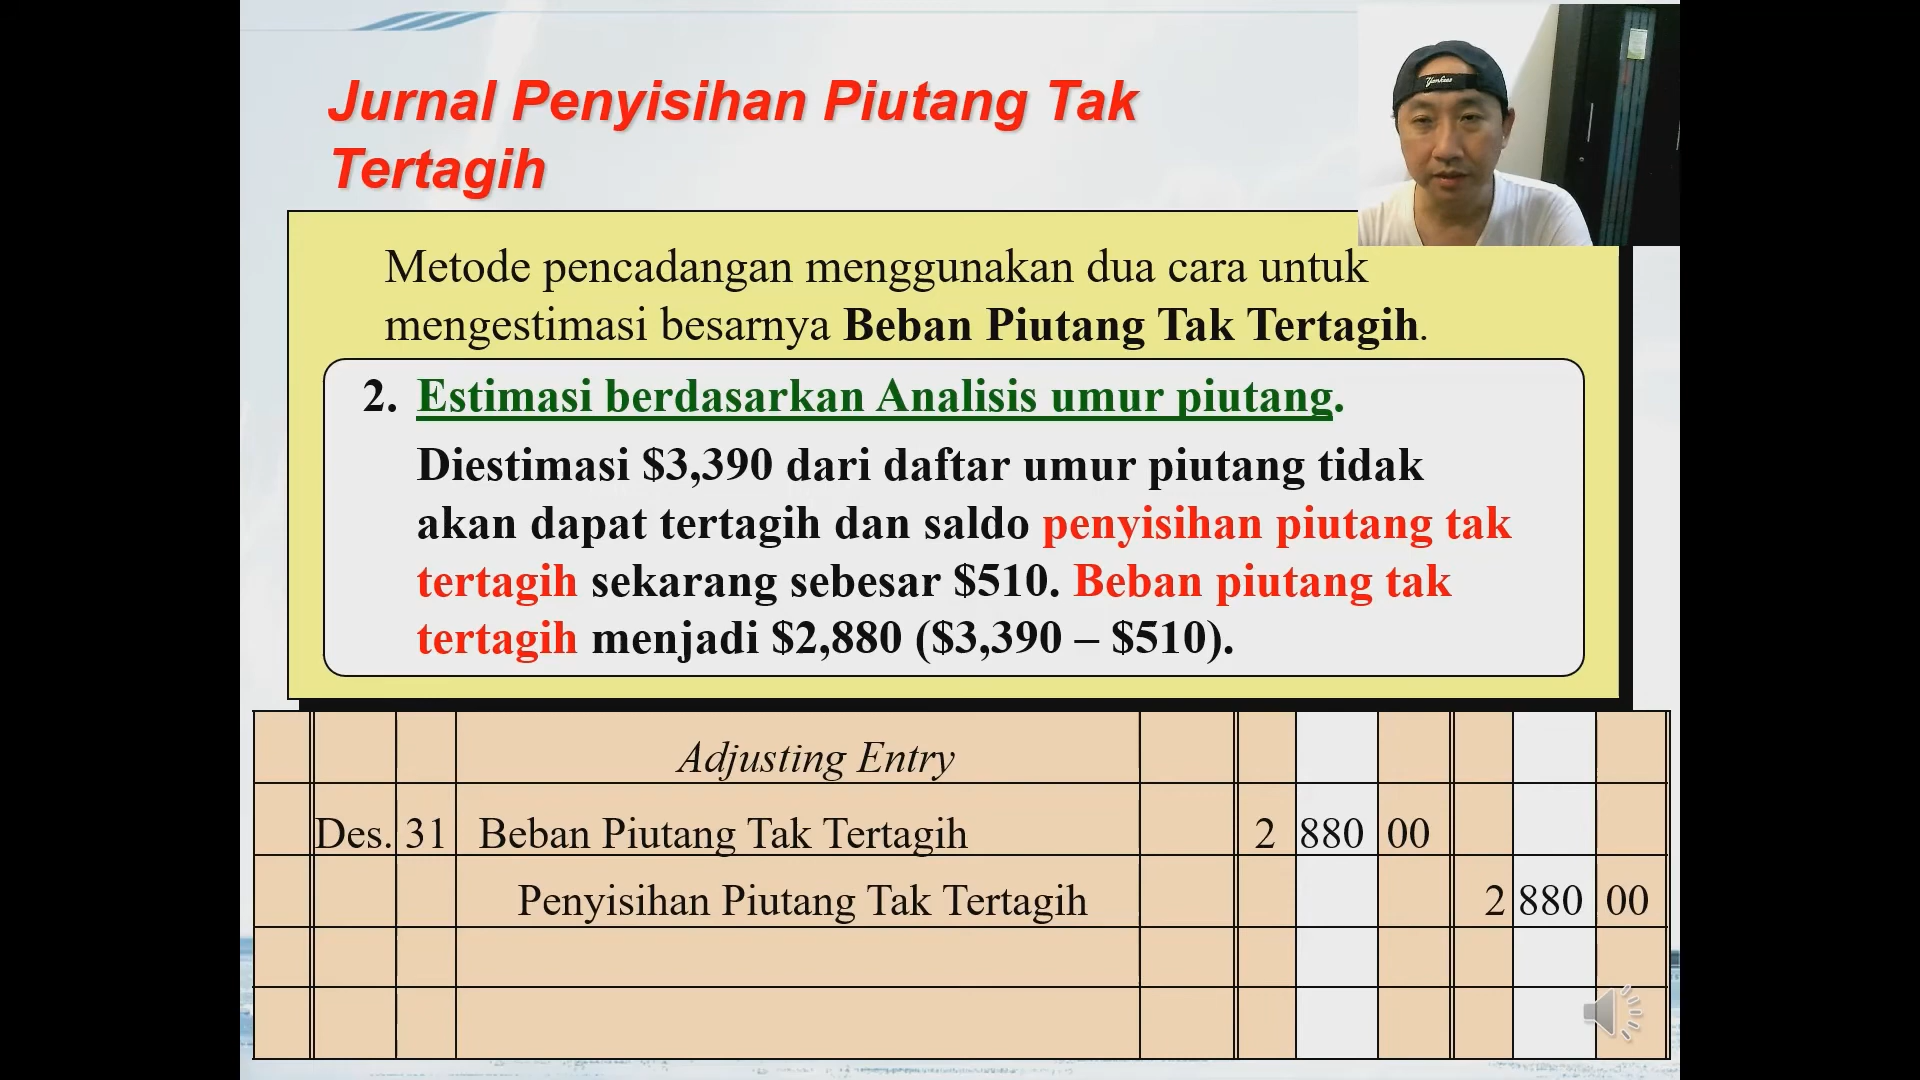 Jurnal Penyisihan Piutang Tak
Tertagih
Yankees
Metode pencadangan menggunakan dua cara untuk
mengestimasi besarnya Beban Piutang Tak Tertagih.
2. Estimasi berdasarkan Analisis umur piutang.
Diestimasi $3,390 dari daftar umur piutang tidak
akan dapat tertagih dan saldo penyisihan piutang tak
tertagih sekarang sebesar $510. Beban piutang tak
tertagih menjadi $2,880 ($3,390 – $510).
Adjusting Entry
Des. 31 Beban Piutang Tak Tertagih 2 880 00
Penyisihan Piutang Tak Tertagih 2 880 00